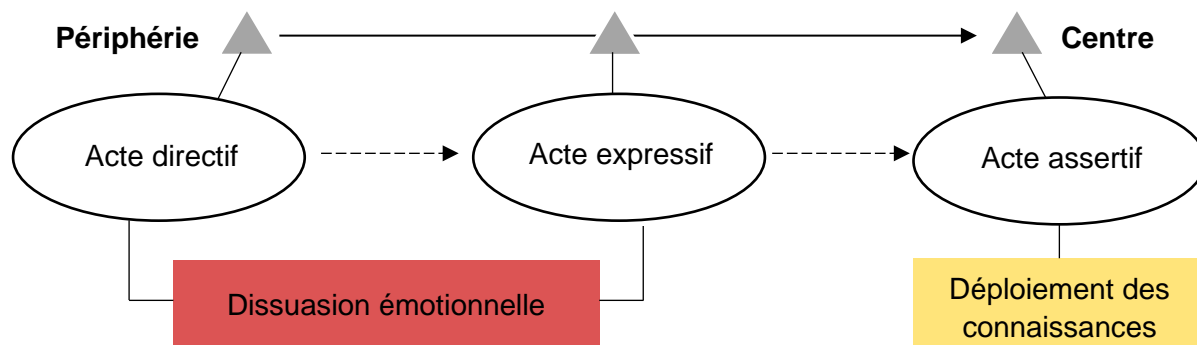 Périphérie
Centre
Acte directif
Acte expressif
Acte assertif
Dissuasion émotionnelle
Déploiement des
connaissances